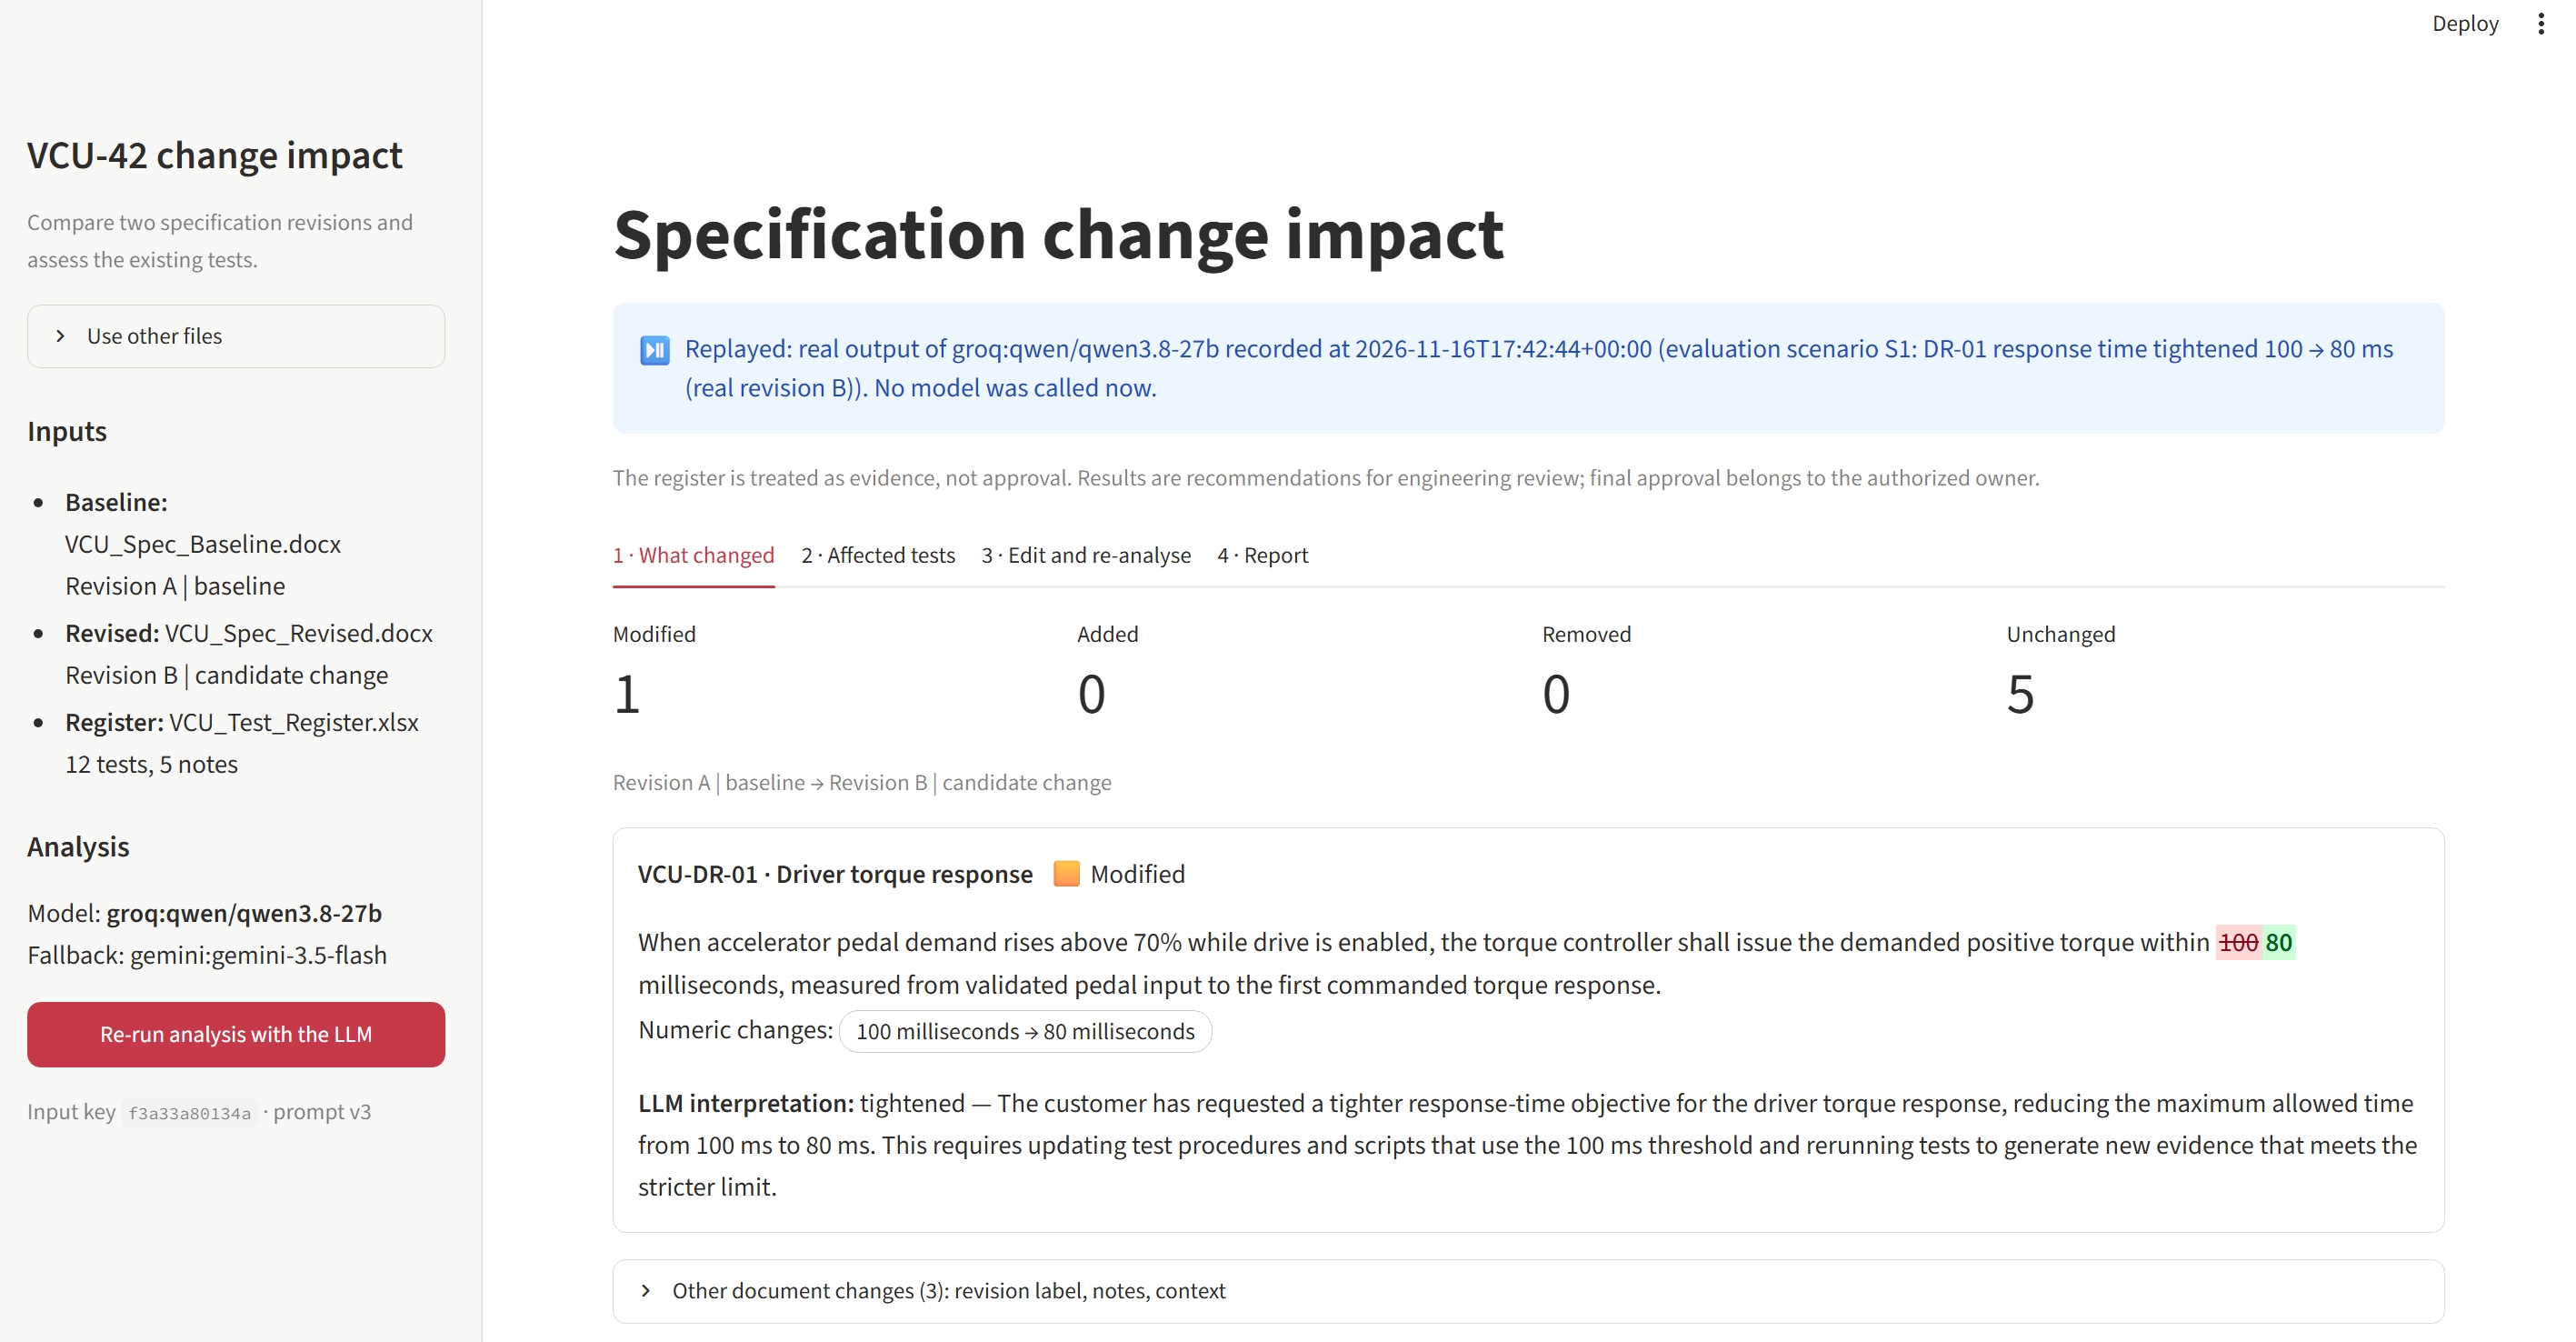 Deploy
VCU-42 change impact
Compare two specification revisions and
assess the existing tests.
Use other files
Inputs
• Baseline:
VCU_Spec_Baseline.docx
Revision A | baseline
• Revised: VCU_Spec_Revised.docx
Revision B | candidate change
• Register: VCU_Test_Register.xlsx
12 tests, 5 notes
Analysis
Model: groq:qwen/qwen3.8-27b
Fallback: gemini:gemini-3.5-flash
Re-run analysis with the LLM
Input key f3a33a80134a · prompt v3
Specification change impact
Replayed: real output of groq:qwen/qwen3.8-27b recorded at 2026-11-16T17:42:44+00:00 (evaluation scenario S1: DR-01 response time tightened 100 → 80 ms
(real revision B)). No model was called now.
The register is treated as evidence, not approval. Results are recommendations for engineering review; final approval belongs to the authorized owner.
1 · What changed 2 · Affected tests 3 · Edit and re-analyse 4 · Report
Modified Added Removed Unchanged
1 0 0 5
Revision A | baseline → Revision B | candidate change
VCU-DR-01 · Driver torque response Modified
When accelerator pedal demand rises above 70% while drive is enabled, the torque controller shall issue the demanded positive torque within 100 80
milliseconds, measured from validated pedal input to the first commanded torque response.
Numeric changes: 100 milliseconds → 80 milliseconds
LLM interpretation: tightened — The customer has requested a tighter response-time objective for the driver torque response, reducing the maximum allowed time
from 100 ms to 80 ms. This requires updating test procedures and scripts that use the 100 ms threshold and rerunning tests to generate new evidence that meets the
stricter limit.
Other document changes (3): revision label, notes, context